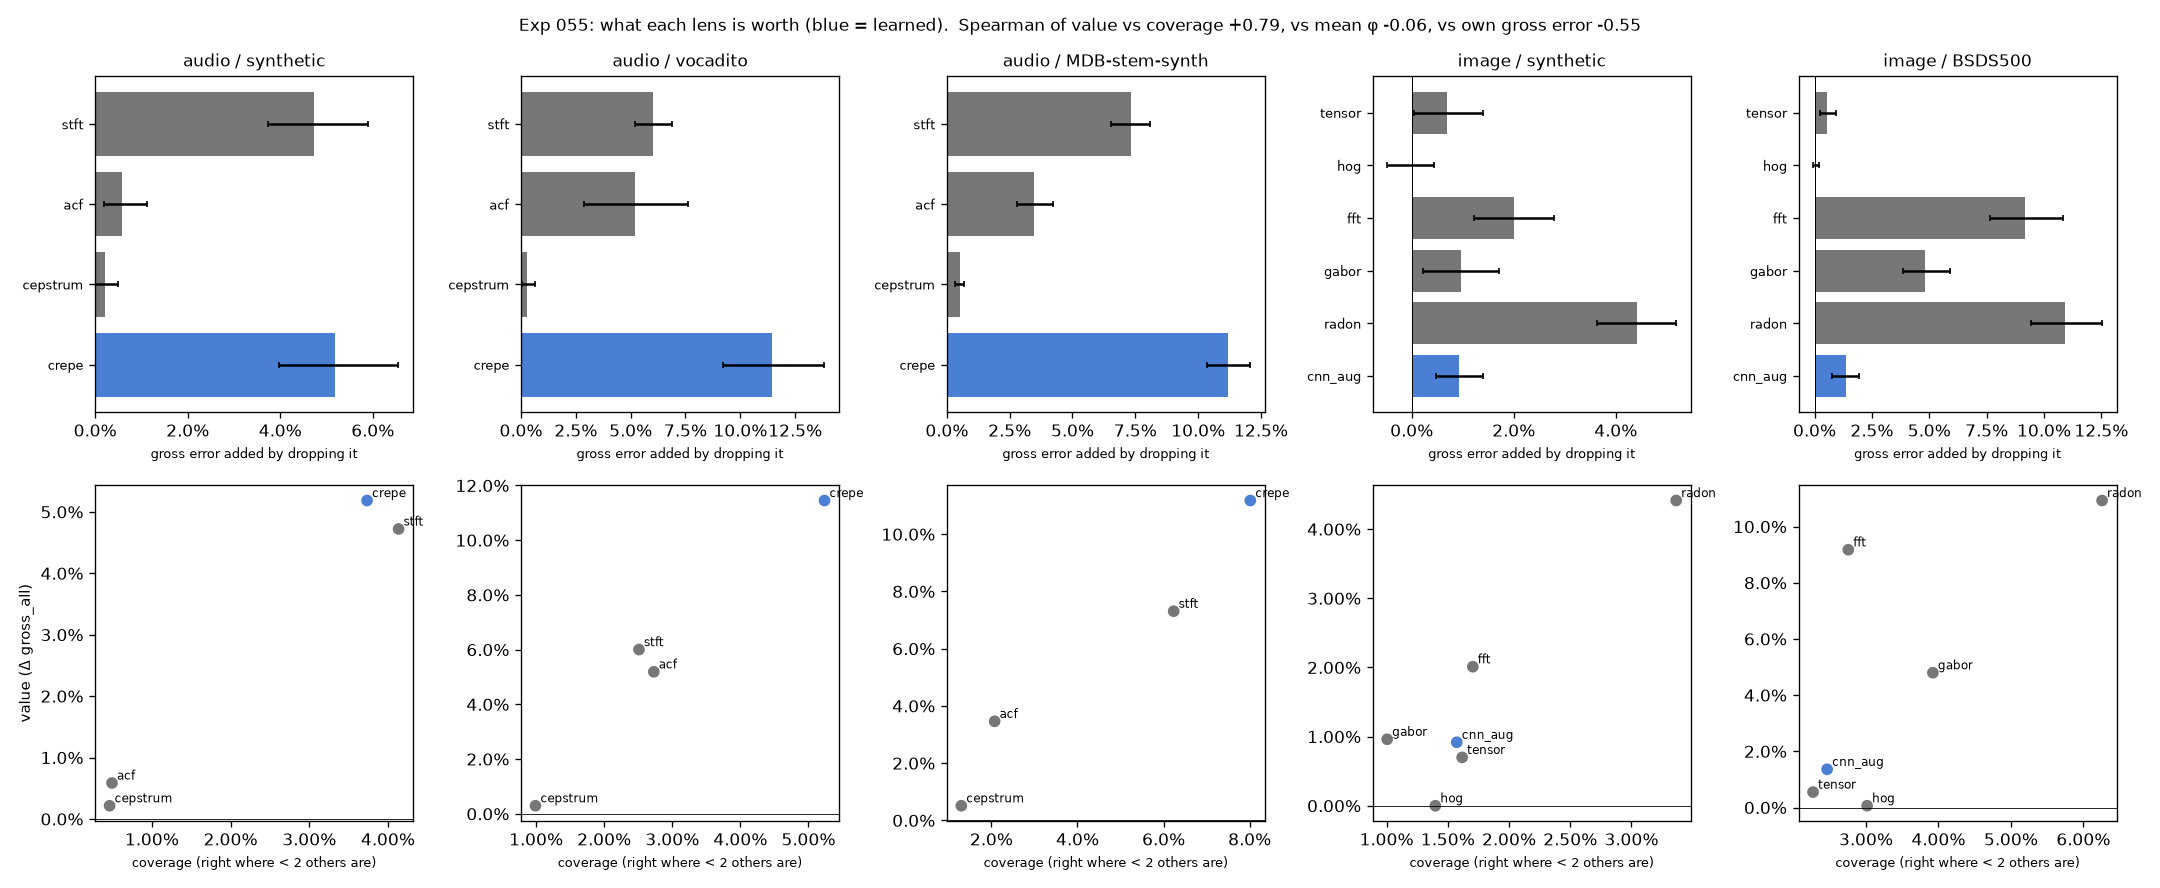 Exp 055: what each lens is worth (blue = learned).  Spearman of value vs coverage +0.79, vs mean φ -0.06, vs own gross error -0.55
audio / synthetic
stft
acf
cepstrum
crepe
0.0% 2.0% 4.0% 6.0%
gross error added by dropping it
audio / vocadito
stft
acf
cepstrum
crepe
0.0% 2.5% 5.0% 7.5% 10.0% 12.5%
gross error added by dropping it
audio / MDB-stem-synth
stft
acf
cepstrum
crepe
0.0% 2.5% 5.0% 7.5% 10.0% 12.5%
gross error added by dropping it
image / synthetic
tensor
hog
fft
gabor
radon
cnn_aug
0.0% 2.0% 4.0%
gross error added by dropping it
image / BSDS500
tensor
hog
fft
gabor
radon
cnn_aug
0.0% 2.5% 5.0% 7.5% 10.0% 12.5%
gross error added by dropping it
value (Δ gross_all)
5.0%
4.0%
3.0%
2.0%
1.0%
0.0%
crepe
stft
acf
cepstrum
1.00% 2.00% 3.00% 4.00%
coverage (right where < 2 others are)
12.0%
10.0%
8.0%
6.0%
4.0%
2.0%
0.0%
crepe
stft
acf
cepstrum
1.00% 2.00% 3.00% 4.00% 5.00%
coverage (right where < 2 others are)
10.0%
8.0%
6.0%
4.0%
2.0%
0.0%
crepe
stft
acf
cepstrum
2.0% 4.0% 6.0% 8.0%
coverage (right where < 2 others are)
4.00%
3.00%
2.00%
1.00%
0.00%
radon
fft
gabor
cnn_aug
tensor
hog
1.00% 1.50% 2.00% 2.50% 3.00%
coverage (right where < 2 others are)
10.0%
8.0%
6.0%
4.0%
2.0%
0.0%
radon
fft
gabor
cnn_aug
tensor
hog
3.00% 4.00% 5.00% 6.00%
coverage (right where < 2 others are)